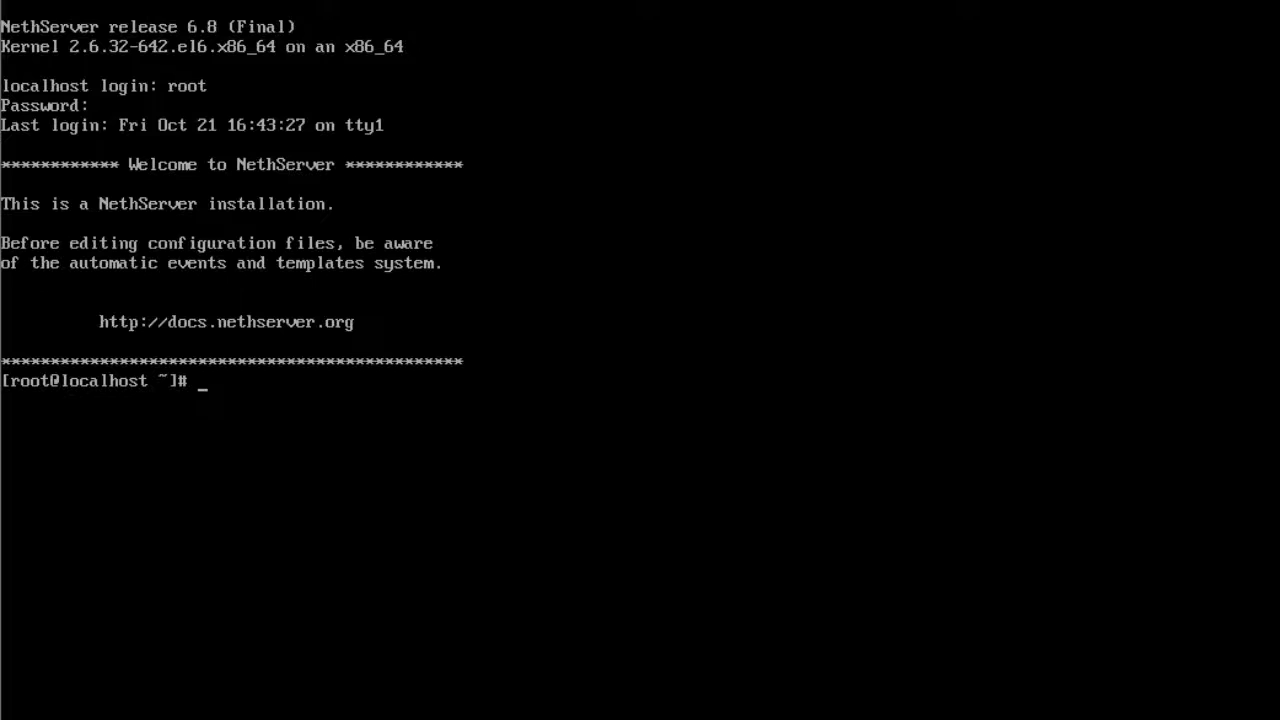 NethServer release 6.8 (Final)
Kernel 2.6.32-642.el6.x86_64 on an x86_64
localhost login: root
Password:
Last login: Fri Oct 21 16:43:27 on tty1
************ Welcome to NethServer ************
This is a NethServer installation.
Before editing configuration files, be aware
of the automatic events and templates system.
http://docs.nethserver.org
***********************************************
[root@localhost ~]# _